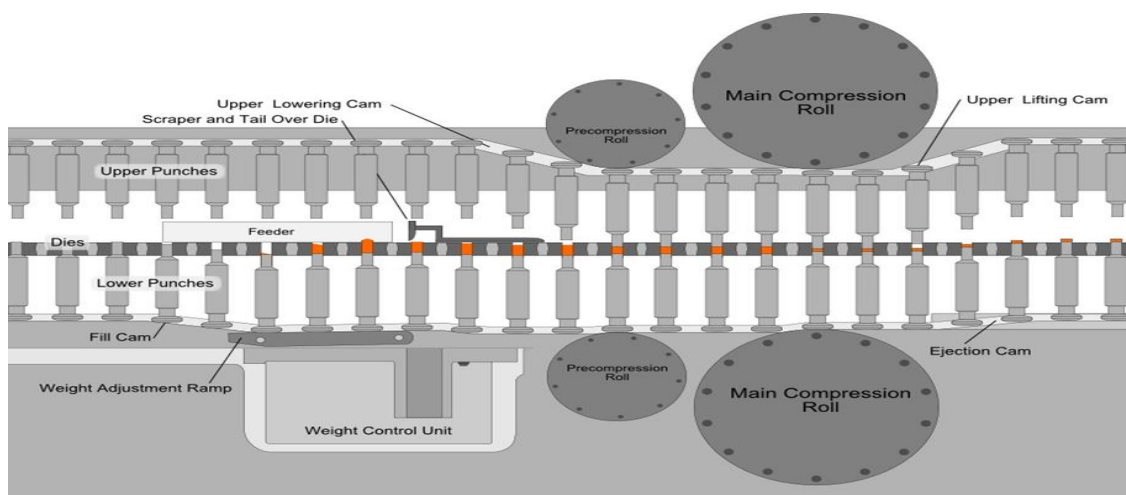 Upper Lowering Cam
Scraper and Tail Over Die
Precompression
Roll
Main Compression
Roll
Upper Lifting Cam
Upper Punches
Feeder
Dies
Lower Punches
Fill Cam
Weight Adjustment Ramp
Weight Control Unit
Precompression
Roll
Main Compression
Roll
Ejection Cam